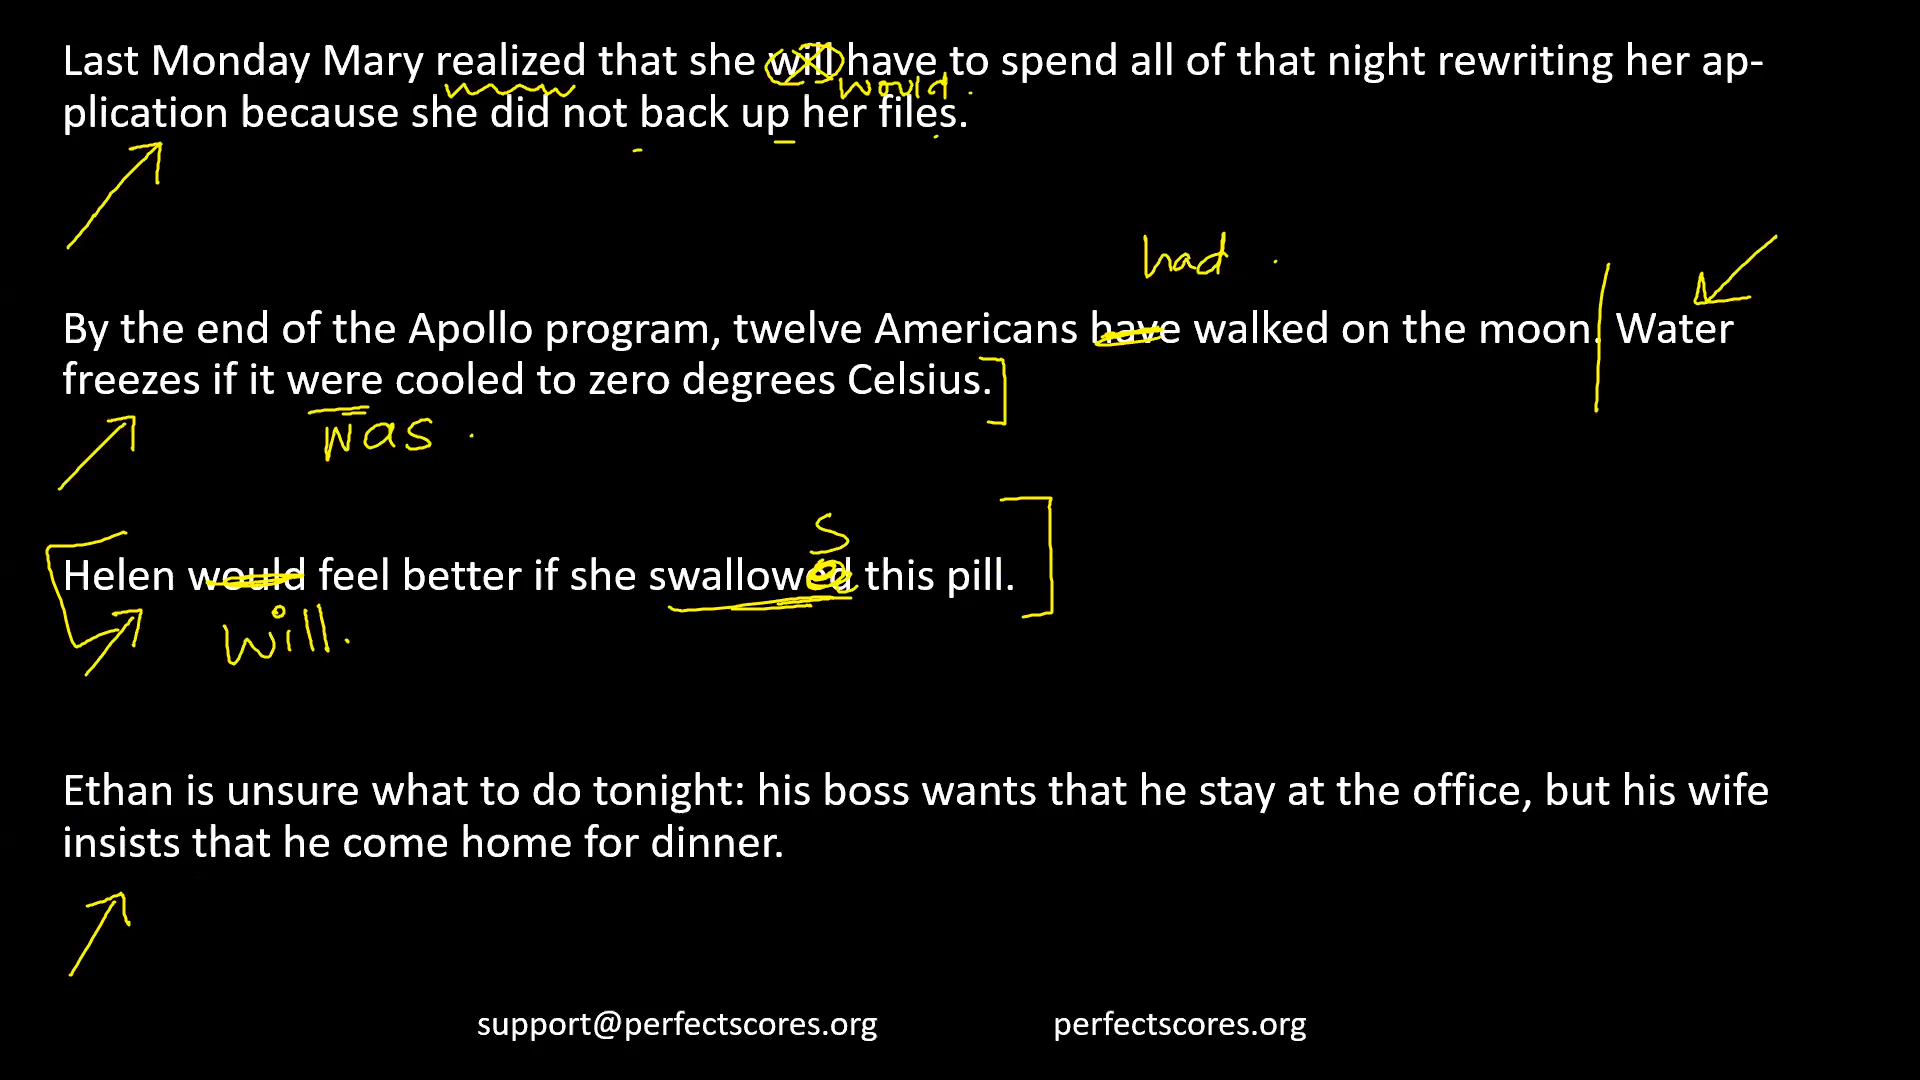 Last Monday Mary realized that she will have to spend all of that night rewriting her ap-
would.
plication because she did not back up her files.
had.
By the end of the Apollo program, twelve Americans have walked on the moon. Water
freezes if it were cooled to zero degrees Celsius.
was.
s
Helen would feel better if she swallowed this pill.
will.
Ethan is unsure what to do tonight: his boss wants that he stay at the office, but his wife
insists that he come home for dinner.
support@perfectscores.org perfectscores.org